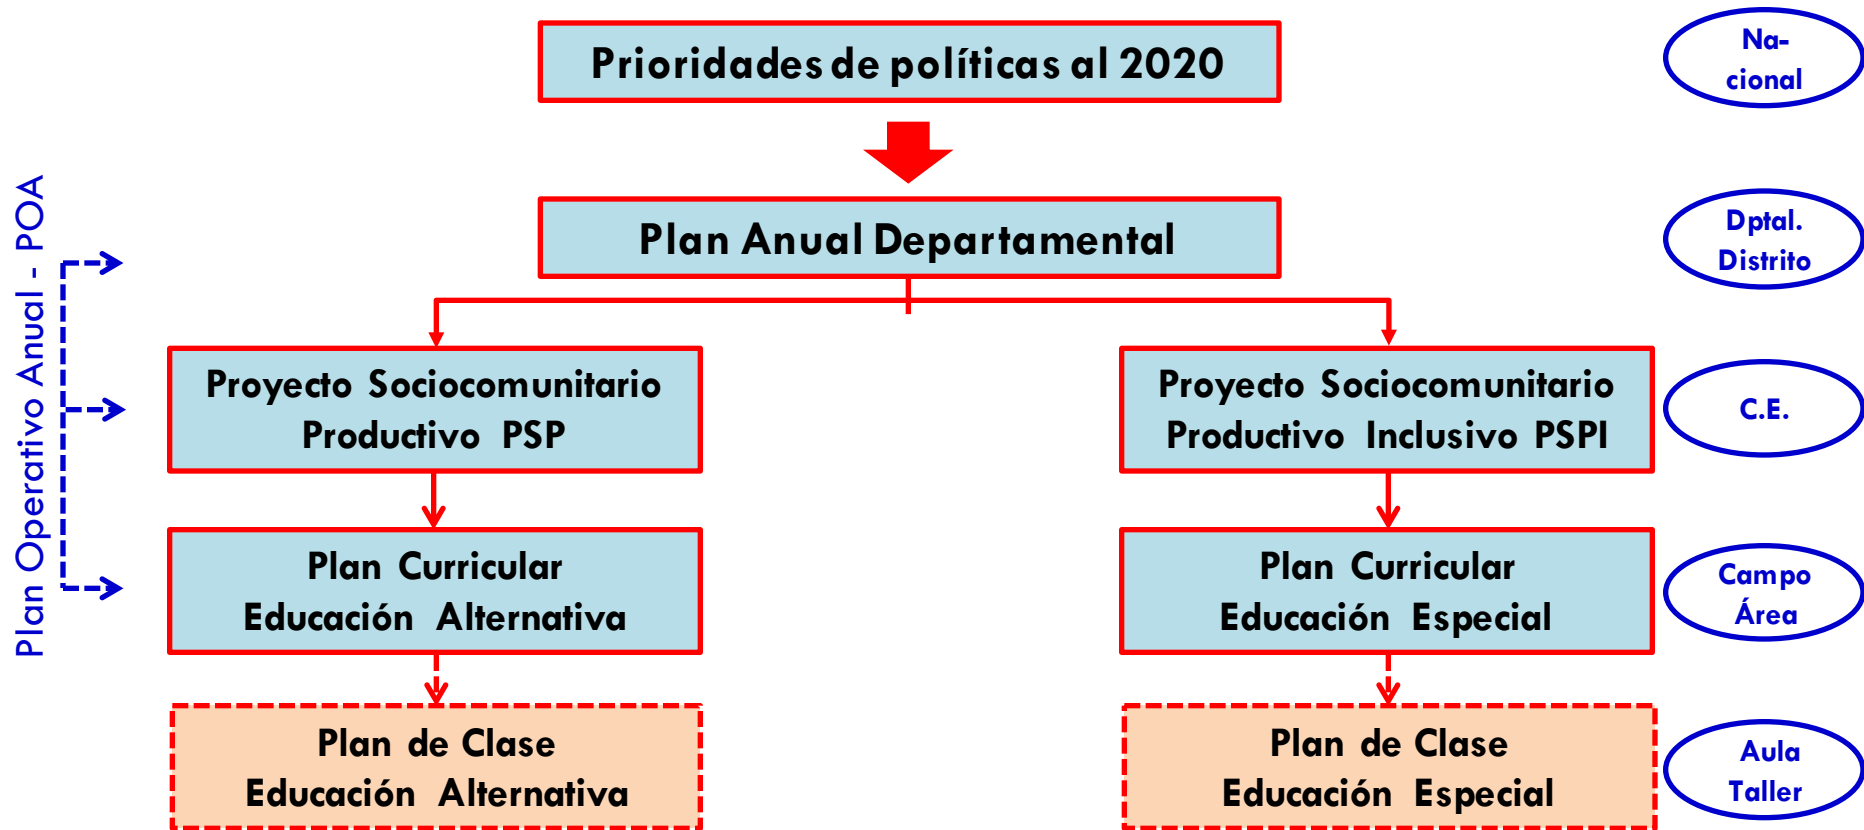 Prioridades de políticas al 2020
Na-
cional
Plan Anual Departamental
Dptal.
Distrito
Plan Operativo Anual - POA
Proyecto Sociocomunitario
Productivo PSP
Proyecto Sociocomunitario
Productivo Inclusivo PSPI
C.E.
Plan Curricular
Educación Alternativa
Plan Curricular
Educación Especial
Campo
Área
Plan de Clase
Educación Alternativa
Plan de Clase
Educación Especial
Aula
Taller